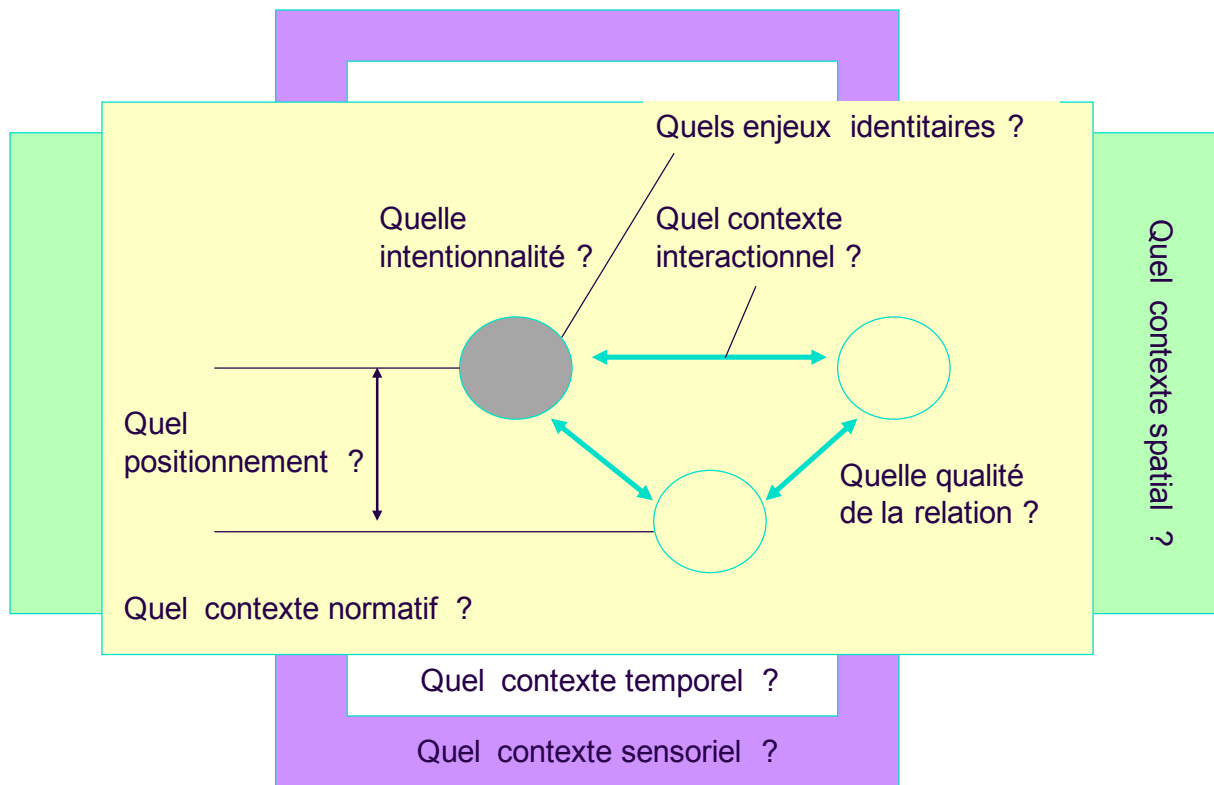 Quels enjeux identitaires ?
Quelle
intentionnalité ?
Quel contexte
interactionnel ?
Quel contexte spatial ?
Quel
positionnement ?
Quelle qualité
de la relation ?
Quel contexte normatif ?
Quel contexte temporel ?
Quel contexte sensoriel ?